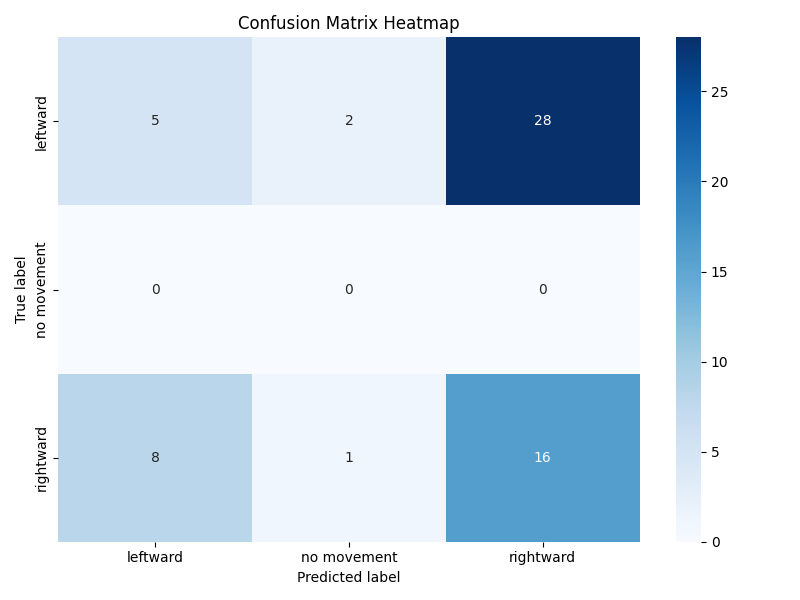 Confusion Matrix Heatmap
True label
leftward
5 2 28
no movement
0 0 0
rightward
8 1 16
leftward no movement rightward
Predicted label
25
20
15
10
5
0